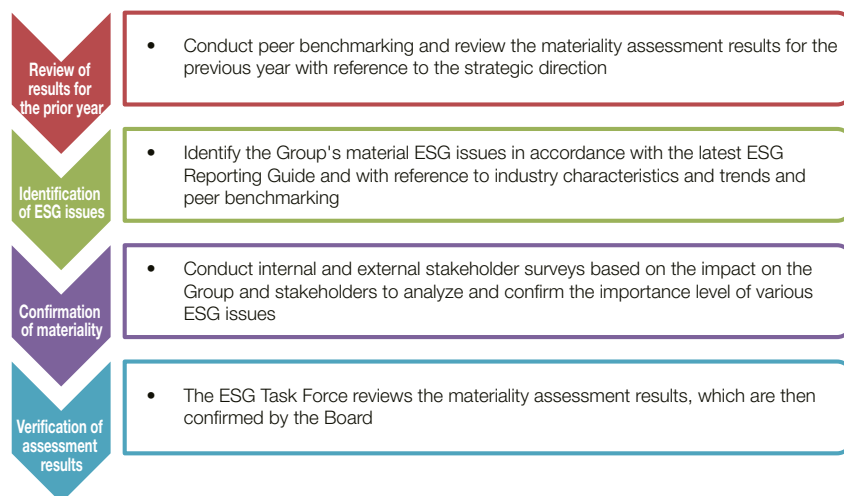 Review of
results for
the prior year
• Conduct peer benchmarking and review the materiality assessment results for the
previous year with reference to the strategic direction
Identification
of ESG issues
• Identify the Group's material ESG issues in accordance with the latest ESG
Reporting Guide and with reference to industry characteristics and trends and
peer benchmarking
Confirmation
of materiality
• Conduct internal and external stakeholder surveys based on the impact on the
Group and stakeholders to analyze and confirm the importance level of various
ESG issues
Verification of
assessment
results
• The ESG Task Force reviews the materiality assessment results, which are then
confirmed by the Board